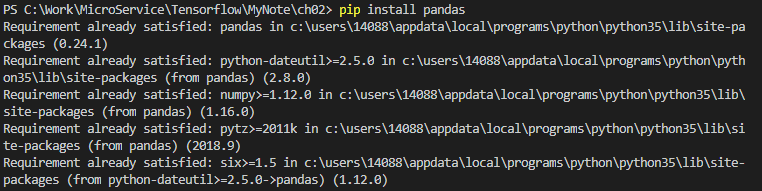 PS C:\Work\MicroService\Tensorflow\MyNote\ch02> pip install pandas
Requirement already satisfied: pandas in c:\users\14088\appdata\local\programs\python\python35\lib\site-pa
ckages (0.24.1)
Requirement already satisfied: python-dateutil>=2.5.0 in c:\users\14088\appdata\local\programs\python\pyth
on35\lib\site-packages (from pandas) (2.8.0)
Requirement already satisfied: numpy>=1.12.0 in c:\users\14088\appdata\local\programs\python\python35\lib\
site-packages (from pandas) (1.16.0)
Requirement already satisfied: pytz>=2011k in c:\users\14088\appdata\local\programs\python\python35\lib\si
te-packages (from pandas) (2018.9)
Requirement already satisfied: six>=1.5 in c:\users\14088\appdata\local\programs\python\python35\lib\site-
packages (from python-dateutil>=2.5.0->pandas) (1.12.0)